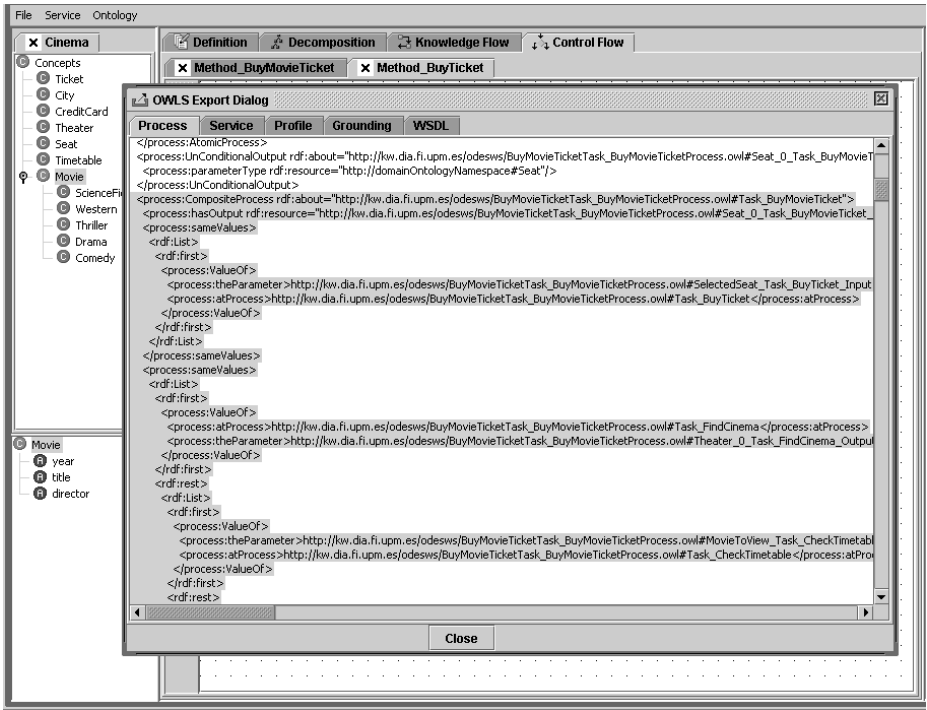 File Service Ontology
Cinema
Definition Decomposition Knowledge Flow Control Flow
Method_BuyMovieTicket Method_BuyTicket
Concepts
Ticket
City
CreditCard
Theater
Seat
Timetable
Movie
ScienceFi
Western
Thriller
Drama
Comedy
Movie
year
title
director
OWLS Export Dialog
Process Service Profile Grounding WSDL
</process:AtomicProcess>
<process:UnConditionalOutput rdf:about="http://kw.dia.fi.upm.es/odesws/BuyMovieTicketTask_BuyMovieTicketProcess.owl#Seat_0_Task_BuyMovieT
<process:parameterType rdf:resource="http://domainOntologyNamespace#Seat"/>
</process:UnConditionalOutput>
<process:CompositeProcess rdf:about="http://kw.dia.fi.upm.es/odesws/BuyMovieTicketTask_BuyMovieTicketProcess.owl#Task_BuyMovieTicket">
<process:hasOutput rdf:resource="http://kw.dia.fi.upm.es/odesws/BuyMovieTicketTask_BuyMovieTicketProcess.owl#Seat_0_Task_BuyMovieTicket_
<process:sameValues>
<rdf:List>
<rdf:first>
<process:ValueOf>
<process:theParameter>http://kw.dia.fi.upm.es/odesws/BuyMovieTicketTask_BuyMovieTicketProcess.owl#SelectedSeat_Task_BuyTicket_Input
<process:atProcess>http://kw.dia.fi.upm.es/odesws/BuyMovieTicketTask_BuyMovieTicketProcess.owl#Task_BuyTicket</process:atProcess>
</process:ValueOf>
</rdf:first>
</rdf:List>
</process:sameValues>
<process:sameValues>
<rdf:List>
<rdf:first>
<process:ValueOf>
<process:atProcess>http://kw.dia.fi.upm.es/odesws/BuyMovieTicketTask_BuyMovieTicketProcess.owl#Task_FindCinema</process:atProcess>
<process:theParameter>http://kw.dia.fi.upm.es/odesws/BuyMovieTicketTask_BuyMovieTicketProcess.owl#Theater_0_Task_FindCinema_Output
</process:ValueOf>
</rdf:first>
<rdf:rest>
<rdf:List>
<rdf:first>
<process:ValueOf>
<process:theParameter>http://kw.dia.fi.upm.es/odesws/BuyMovieTicketTask_BuyMovieTicketProcess.owl#MovieToView_Task_CheckTimetabl
<process:atProcess>http://kw.dia.fi.upm.es/odesws/BuyMovieTicketTask_BuyMovieTicketProcess.owl#Task_CheckTimetable</process:atPro
</process:ValueOf>
</rdf:first>
<rdf:rest>
Close